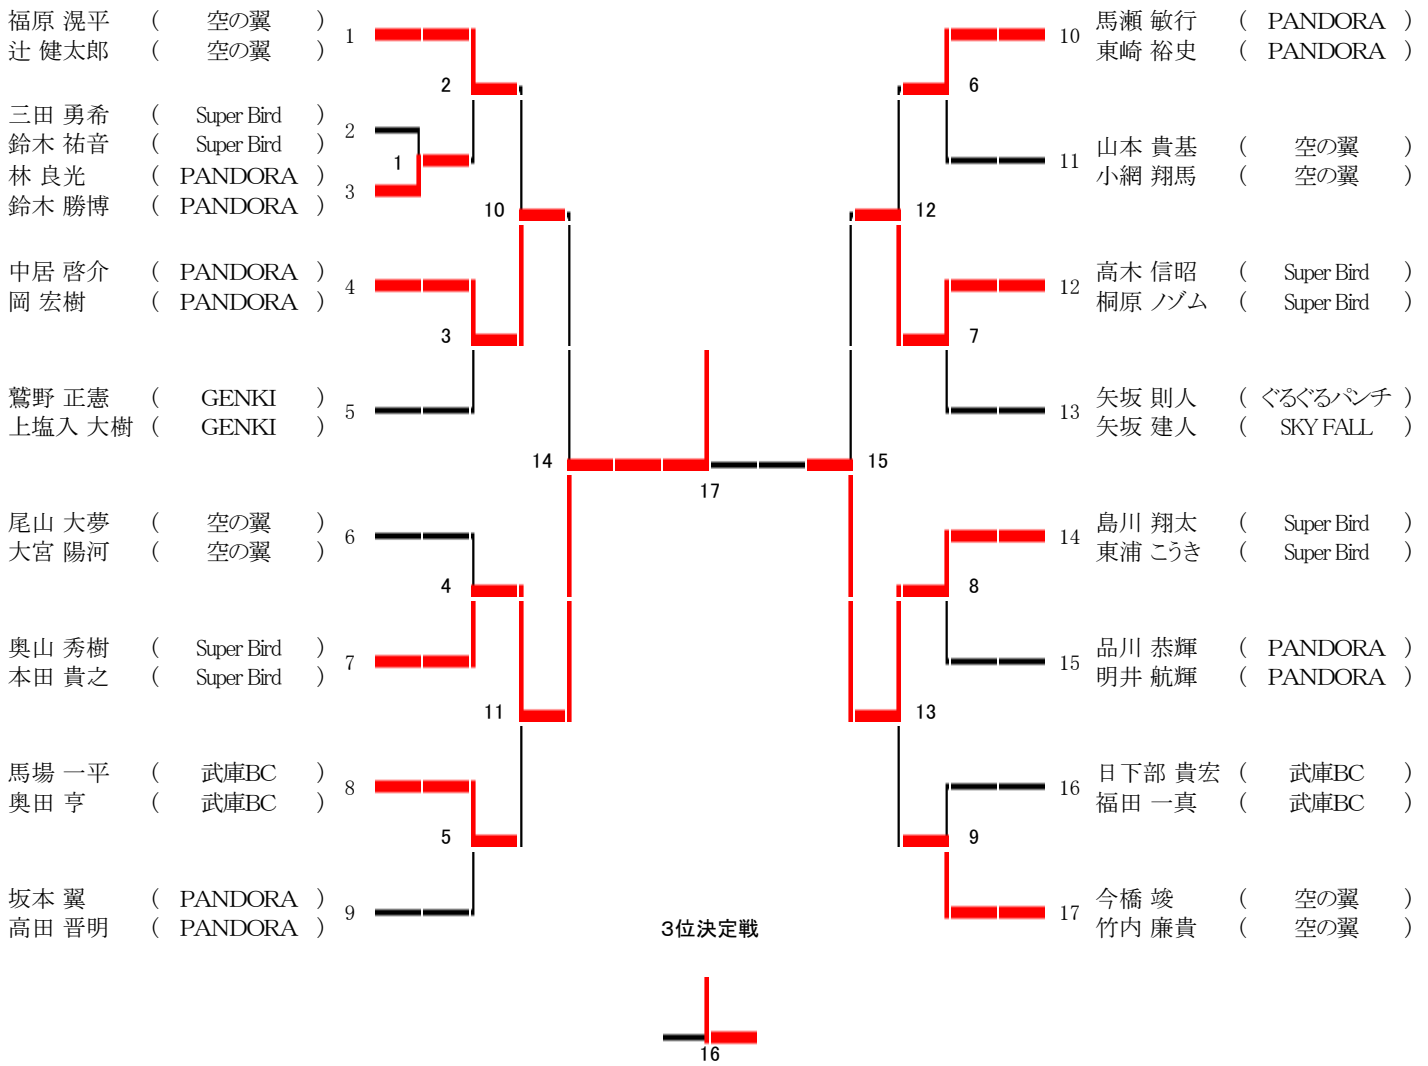 福原 滉平 ( 空の翼 )
辻 健太郎 ( 空の翼 )
1
2
三田 勇希 ( Super Bird )
鈴木 祐音 ( Super Bird )
2
1
林 良光 ( PANDORA )
鈴木 勝博 ( PANDORA )
3
10
中居 啓介 ( PANDORA )
岡 宏樹 ( PANDORA )
4
3
鷲野 正憲 ( GENKI )
上塩入 大樹 ( GENKI )
5
14
尾山 大夢 ( 空の翼 )
大宮 陽河 ( 空の翼 )
6
4
奥山 秀樹 ( Super Bird )
本田 貴之 ( Super Bird )
7
11
馬場 一平 ( 武庫BC )
奥田 亨 ( 武庫BC )
8
5
坂本 翼 ( PANDORA )
高田 晋明 ( PANDORA )
9
17
10
馬瀬 敏行 ( PANDORA )
東崎 裕史 ( PANDORA )
6
11
山本 貴基 ( 空の翼 )
小網 翔馬 ( 空の翼 )
12
12
高木 信昭 ( Super Bird )
桐原 ノゾム ( Super Bird )
7
13
矢坂 則人 ( ぐるぐるパンチ )
矢坂 建人 ( SKY FALL )
15
14
島川 翔太 ( Super Bird )
東浦 こうき ( Super Bird )
8
15
品川 恭輝 ( PANDORA )
明井 航輝 ( PANDORA )
13
16
日下部 貴宏 ( 武庫BC )
福田 一真 ( 武庫BC )
9
17
今橋 竣 ( 空の翼 )
竹内 廉貴 ( 空の翼 )
3位決定戦
16